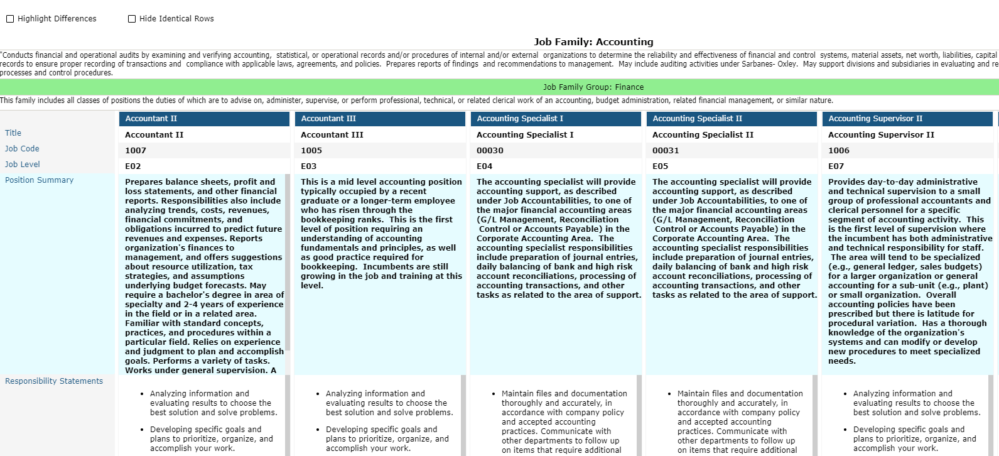 Highlight Differences
Hide Identical Rows
Job Family: Accounting
"Conducts financial and operational audits by examining and verifying accounting,  statistical, or operational records and/or procedures of internal and/or external  organizations to determine the reliability and effectiveness of financial and control  systems, material assets, net worth, liabilities, capital
records to ensure proper recording of transactions and  compliance with applicable laws, agreements, and policies.  Prepares reports of findings  and recommendations to management.  May include auditing activities under Sarbanes- Oxley.  May support divisions and subsidiaries in evaluating and re
processes and control procedures.
Job Family Group: Finance
This family includes all classes of positions the duties of which are to advise on, administer, supervise, or perform professional, technical, or related clerical work of an accounting, budget administration, related financial management, or similar nature.
Accountant II
Accountant III
Accounting Specialist I
Accounting Specialist II
Accounting Supervisor II
Title
Accountant II
Accountant III
Accounting Specialist I
Accounting Specialist II
Accounting Supervisor II
Job Code
1007
1005
00030
00031
1006
Job Level
E02
E03
E04
E05
E07
Position Summary
Prepares balance sheets, profit and
loss statements, and other financial
reports. Responsibilities also include
analyzing trends, costs, revenues,
financial commitments, and
obligations incurred to predict future
revenues and expenses. Reports
organization's finances to
management, and offers suggestions
about resource utilization, tax
strategies, and assumptions
underlying budget forecasts. May
require a bachelor's degree in area of
specialty and 2-4 years of experience
in the field or in a related area.
Familiar with standard concepts,
practices, and procedures within a
particular field. Relies on experience
and judgment to plan and accomplish
goals. Performs a variety of tasks.
Works under general supervision. A
This is a mid level accounting position
typically occupied by a recent
graduate or a longer-term employee
who has risen through the
bookkeeping ranks.  This is the first
level of position requiring an
understanding of accounting
fundamentals and principles, as well
as good practice required for
bookkeeping.  Incumbents are still
growing in the job and training at this
level.
The accounting specialist will provide
accounting support, as described
under Job Accountabilities, to one of
the major financial accounting areas
(G/L Management, Reconciliation
Control or Accounts Payable) in the
Corporate Accounting Area.  The
accounting specialist responsibilities
include preparation of journal entries,
daily balancing of bank and high risk
account reconciliations, processing of
accounting transactions, and other
tasks as related to the area of support.
The accounting specialist will provide
accounting support, as described
under Job Accountabilities, to one of
the major financial accounting areas
(G/L Management, Reconciliation
Control or Accounts Payable) in the
Corporate Accounting Area.  The
accounting specialist responsibilities
include preparation of journal entries,
daily balancing of bank and high risk
account reconciliations, processing of
accounting transactions, and other
tasks as related to the area of support.
Provides day-to-day administrative
and technical supervision to a small
group of professional accountants and
clerical personnel for a specific
segment of accounting activity.  This
is the first level of supervision where
the incumbent has both administrative
and technical responsibility for staff.
The area will tend to be specialized
(e.g., general ledger, sales budgets)
for a larger organization or general
accounting for a sub-unit (e.g., plant)
or small organization.  Overall
accounting policies have been
prescribed but there is latitude for
procedural variation.  Has a thorough
knowledge of the organization's
systems and can modify or develop
new procedures to meet specialized
needs.
Responsibility Statements
• Analyzing information and
evaluating results to choose the
best solution and solve problems.
• Developing specific goals and
plans to prioritize, organize, and
accomplish your work.
• Analyzing information and
evaluating results to choose the
best solution and solve problems.
• Developing specific goals and
plans to prioritize, organize, and
accomplish your work.
• Maintain files and documentation
thoroughly and accurately, in
accordance with company policy
and accepted accounting
practices. Communicate with
other departments to follow up
on items that require additional
• Maintain files and documentation
thoroughly and accurately, in
accordance with company policy
and accepted accounting
practices. Communicate with
other departments to follow up
on items that require additional
• Analyzing information and
evaluating results to choose the
best solution and solve problems.
• Developing specific goals and
plans to prioritize, organize, and
accomplish your work.